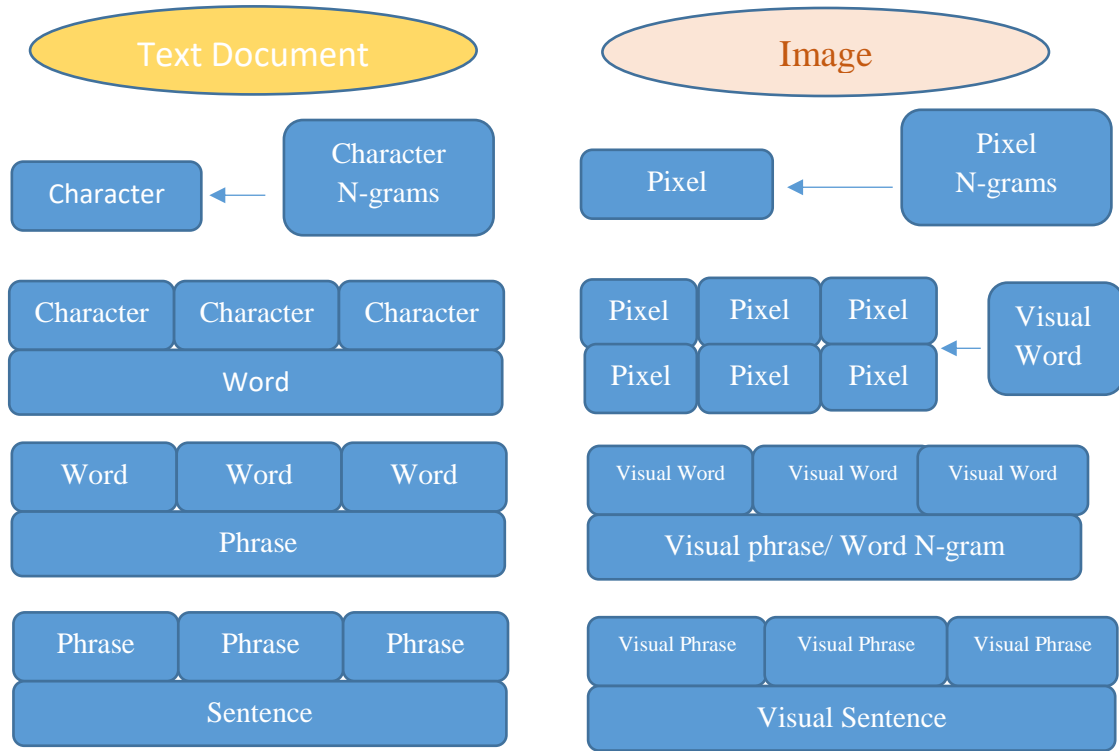 Text Document
Image
Character
Character
N-grams
Pixel
Pixel
N-grams
Character Character Character
Word
Pixel Pixel Pixel
Pixel Pixel Pixel
Visual
Word
Word Word Word
Phrase
Visual Word Visual Word Visual Word
Visual phrase/ Word N-gram
Phrase Phrase Phrase
Sentence
Visual Phrase Visual Phrase Visual Phrase
Visual Sentence